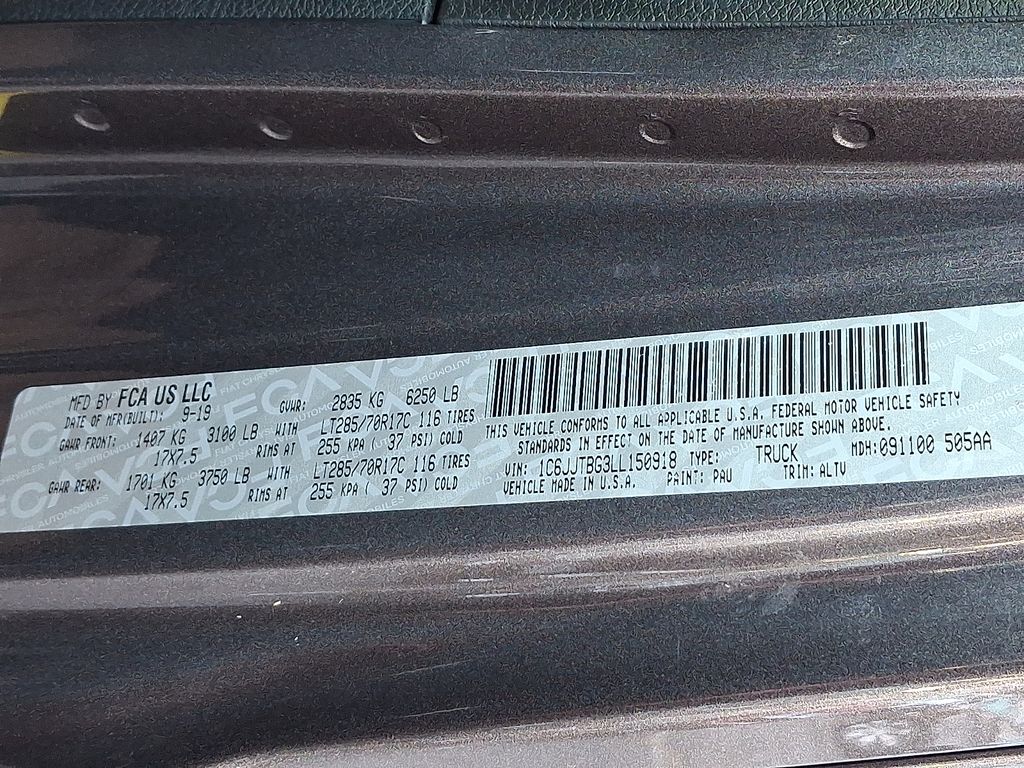 MFD BY FCA US LLC
DATE OF MFR(BUILT): 9-19 GVWR: 2835 KG 6250 LB
GAWR FRONT: 1407 KG 3100 LB WITH LT285/70R17C 116 TIRES
17X7.5 RIMS AT 255 KPA ( 37 PSI) COLD
GAWR REAR: 1701 KG 3750 LB WITH LT285/70R17C 116 TIRES
17X7.5 RIMS AT 255 KPA ( 37 PSI) COLD
THIS VEHICLE CONFORMS TO ALL APPLICABLE U.S.A. FEDERAL MOTOR VEHICLE SAFETY
STANDARDS IN EFFECT ON THE DATE OF MANUFACTURE SHOWN ABOVE.
VIN: 1C6JJTBG3LL150918 TYPE: TRUCK MDH:091100 505AA
VEHICLE MADE IN U.S.A. PAINT: PAU TRIM: ALTV